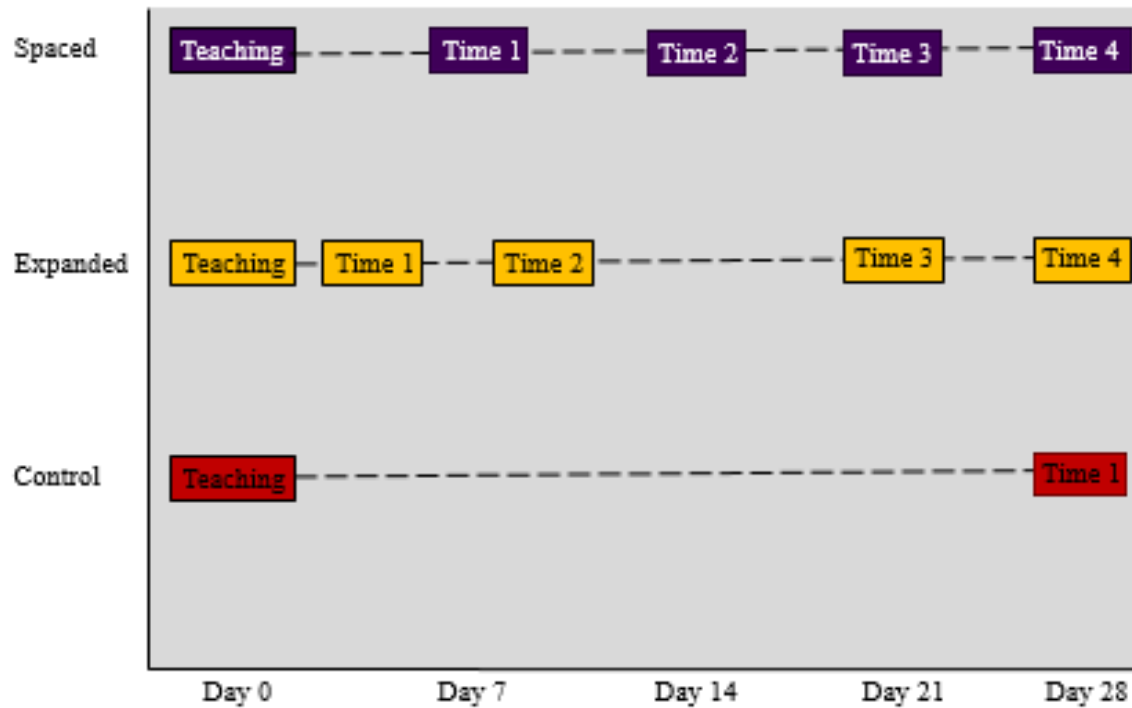 Spaced Teaching Time 1 Time 2 Time 3 Time 4
Expanded Teaching Time 1 Time 2 Time 3 Time 4
Control Teaching Time 1
Day 0 Day 7 Day 14 Day 21 Day 28